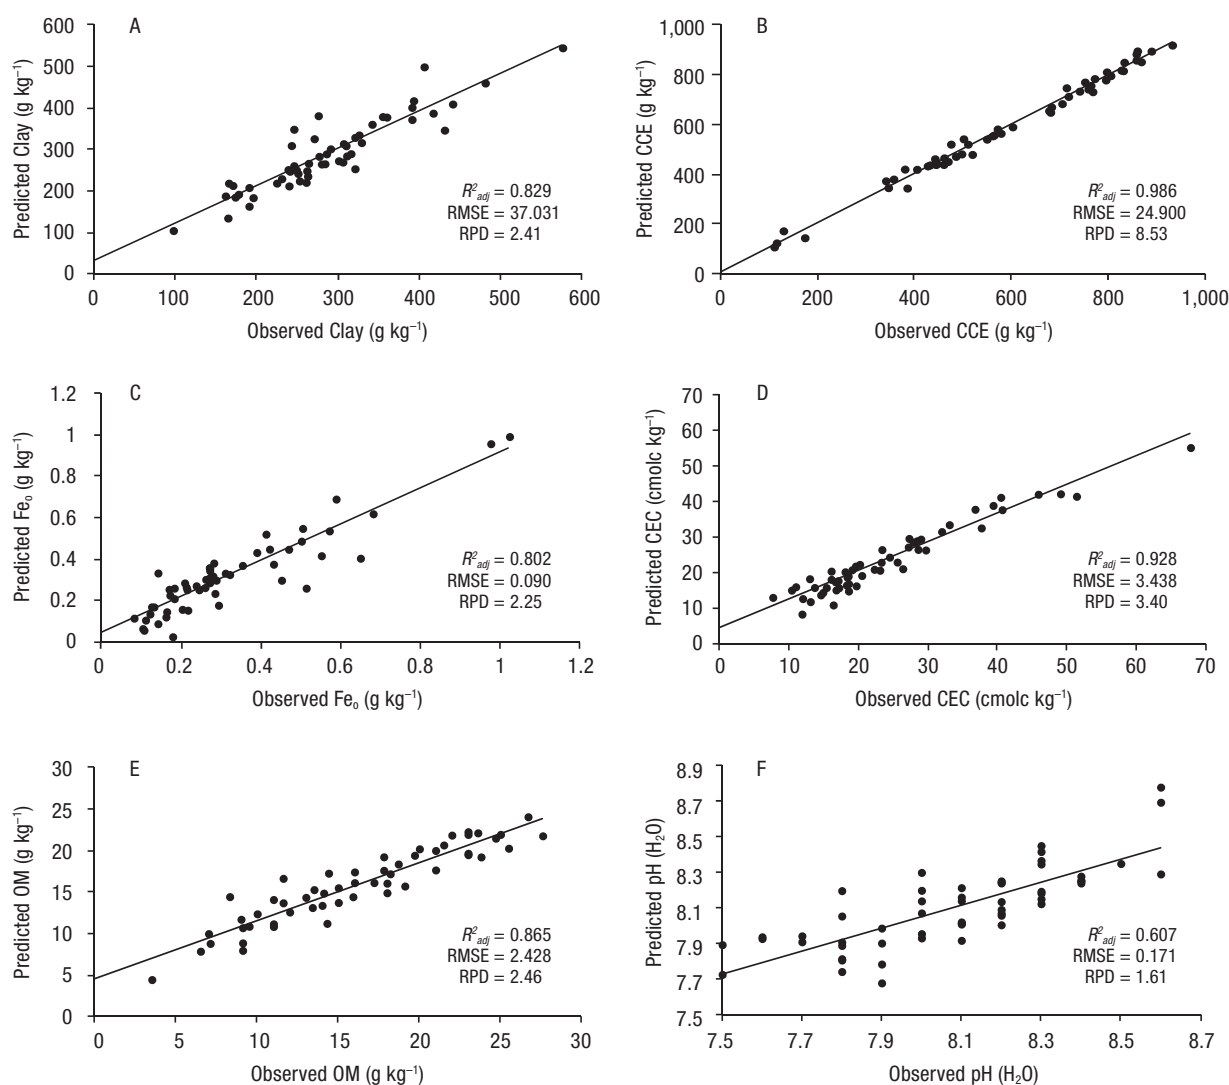 A
Predicted Clay (g kg⁻¹)
600
500
400
300
200
100
0
R²adj = 0.829
RMSE = 37.031
RPD = 2.41
0 100 200 300 400 500 600
Observed Clay (g kg⁻¹)
B
Predicted CCE (g kg⁻¹)
1,000
800
600
400
200
0
R²adj = 0.986
RMSE = 24.900
RPD = 8.53
0 200 400 600 800 1,000
Observed CCE (g kg⁻¹)
C
Predicted Feₒ (g kg⁻¹)
1.2
1
0.8
0.6
0.4
0.2
0
R²adj = 0.802
RMSE = 0.090
RPD = 2.25
0 0.2 0.4 0.6 0.8 1 1.2
Observed Feₒ (g kg⁻¹)
D
Predicted CEC (cmolc kg⁻¹)
70
60
50
40
30
20
10
0
R²adj = 0.928
RMSE = 3.438
RPD = 3.40
0 10 20 30 40 50 60 70
Observed CEC (cmolc kg⁻¹)
E
Predicted OM (g kg⁻¹)
30
25
20
15
10
5
0
R²adj = 0.865
RMSE = 2.428
RPD = 2.46
0 5 10 15 20 25 30
Observed OM (g kg⁻¹)
F
Predicted pH (H₂O)
8.9
8.7
8.5
8.3
8.1
7.9
7.7
7.5
R²adj = 0.607
RMSE = 0.171
RPD = 1.61
7.5 7.7 7.9 8.1 8.3 8.5 8.7
Observed pH (H₂O)